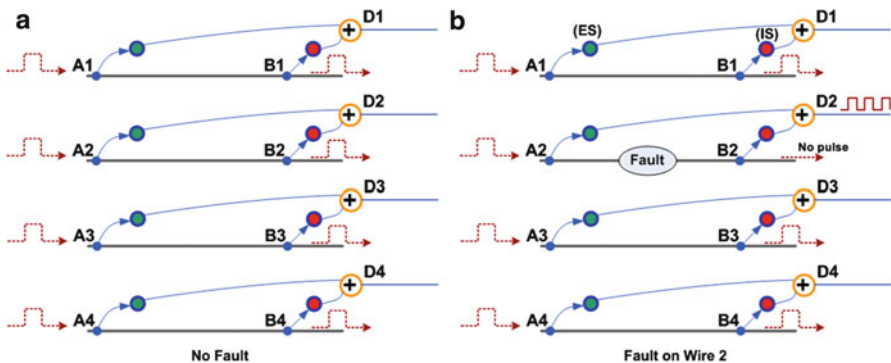 a
D1
A1
B1
D2
A2
B2
D3
A3
B3
D4
A4
B4
No Fault
b
(ES)
(IS)
D1
A1
B1
D2
A2
Fault
B2
No pulse
D3
A3
B3
D4
A4
B4
Fault on Wire 2